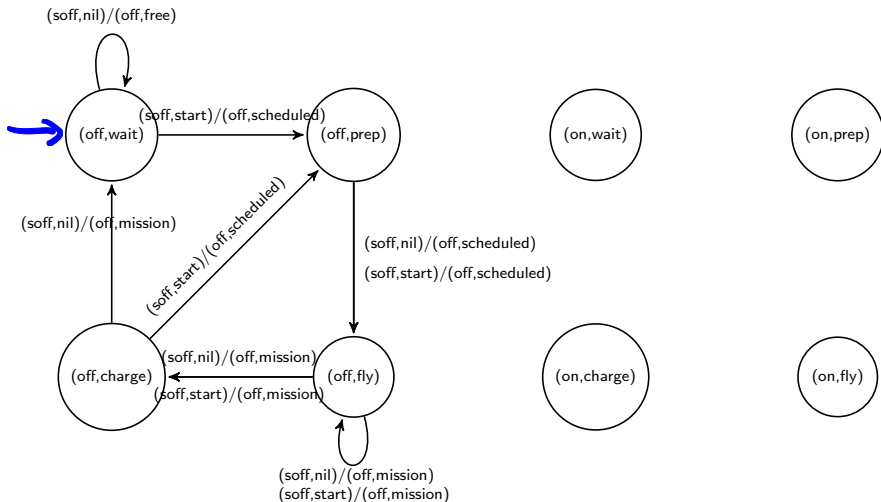 (soff,nil)/(off,free)
(soff,start)/(off,scheduled)
(off,wait)
(off,prep)
(on,wait)
(on,prep)
(soff,nil)/(off,mission)
(soff,start)/(off,scheduled)
(soff,nil)/(off,scheduled)
(soff,start)/(off,scheduled)
(soff,nil)/(off,mission)
(off,charge)
(off,fly)
(on,charge)
(on,fly)
(soff,start)/(off,mission)
(soff,nil)/(off,mission)
(soff,start)/(off,mission)